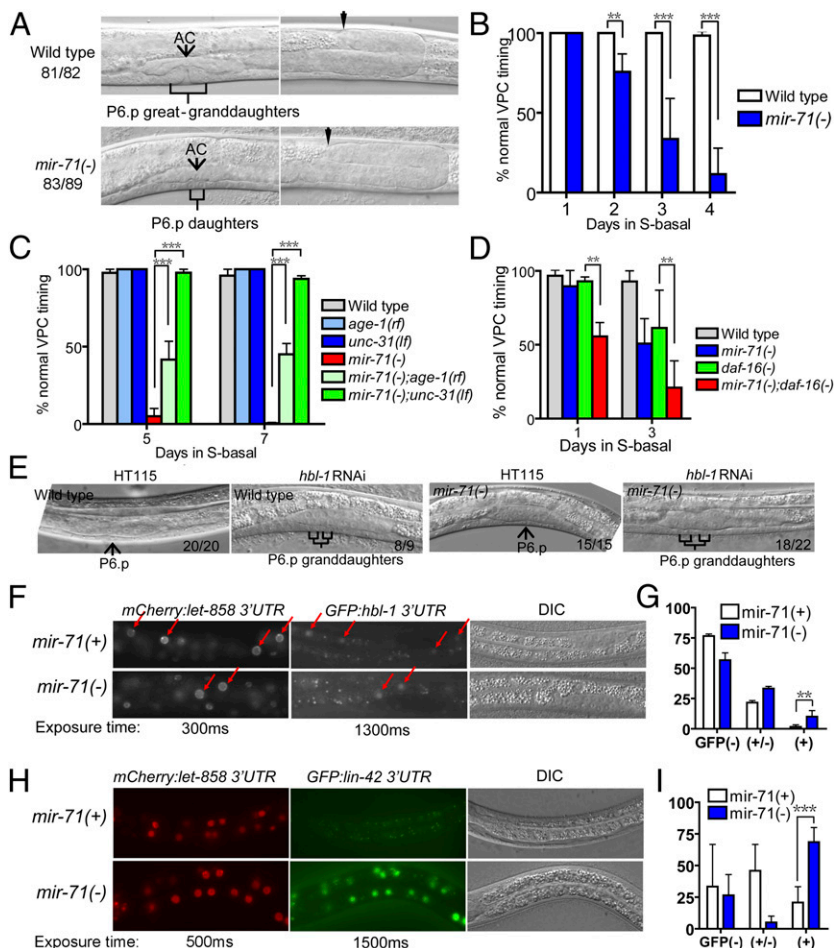 A
Wild type
81/82
AC
P6.p great-granddaughters
mir-71(-)
83/89
AC
P6.p daughters
B
% normal VPC timing
100
50
0
**
***
***
1 2 3 4
Days in S-basal
Wild type
mir-71(-)
C
% normal VPC timing
100
50
0
***
***
***
***
5 7
Days in S-basal
Wild type
age-1(rf)
unc-31(lf)
mir-71(-)
mir-71(-);age-1(rf)
mir-71(-);unc-31(lf)
D
% normal VPC timing
100
50
0
**
**
1 3
Days in S-basal
Wild type
mir-71(-)
daf-16(-)
mir-71(-);daf-16(-)
E
HT115
Wild type
20/20
P6.p
hbl-1 RNAi
Wild type
8/9
P6.p granddaughters
HT115
mir-71(-)
15/15
P6.p
hbl-1 RNAi
mir-71(-)
18/22
P6.p granddaughters
F
mCherry:let-858 3'UTR GFP:hbl-1 3'UTR DIC
mir-71(+)
mir-71(-)
Exposure time: 300ms 1300ms
G
100
75
50
25
0
mir-71(+)
mir-71(-)
**
GFP(-) (+/-) (+)
H
mCherry:let-858 3'UTR GFP:lin-42 3'UTR DIC
mir-71(+)
mir-71(-)
Exposure time: 500ms 1500ms
I
100
75
50
25
0
mir-71(+)
mir-71(-)
***
GFP(-) (+/-) (+)